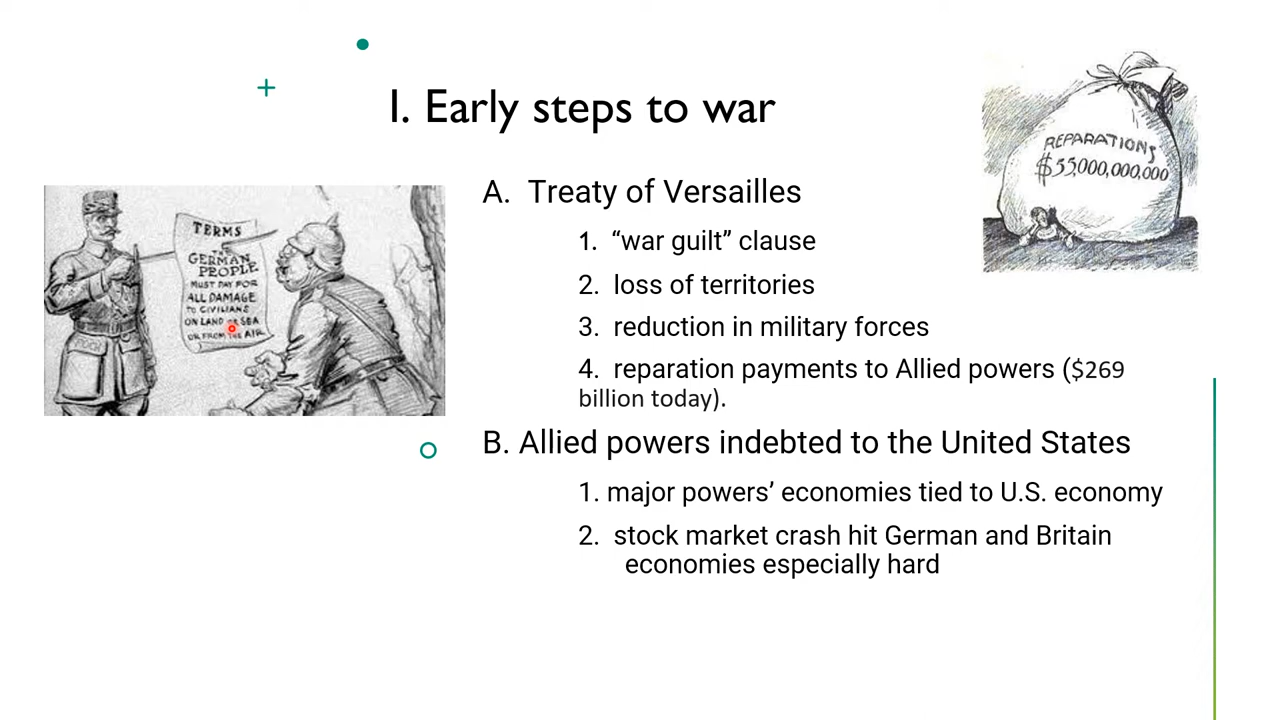 I. Early steps to war
REPARATIONS
$55,000,000,000
TERMS
THE
GERMAN
PEOPLE
MUST PAY FOR
ALL DAMAGE
TO CIVILIANS
ON LAND OR SEA
OR FROM THE AIR
A. Treaty of Versailles
1. “war guilt” clause
2. loss of territories
3. reduction in military forces
4. reparation payments to Allied powers ($269
billion today).
B. Allied powers indebted to the United States
1. major powers’ economies tied to U.S. economy
2. stock market crash hit German and Britain
economies especially hard